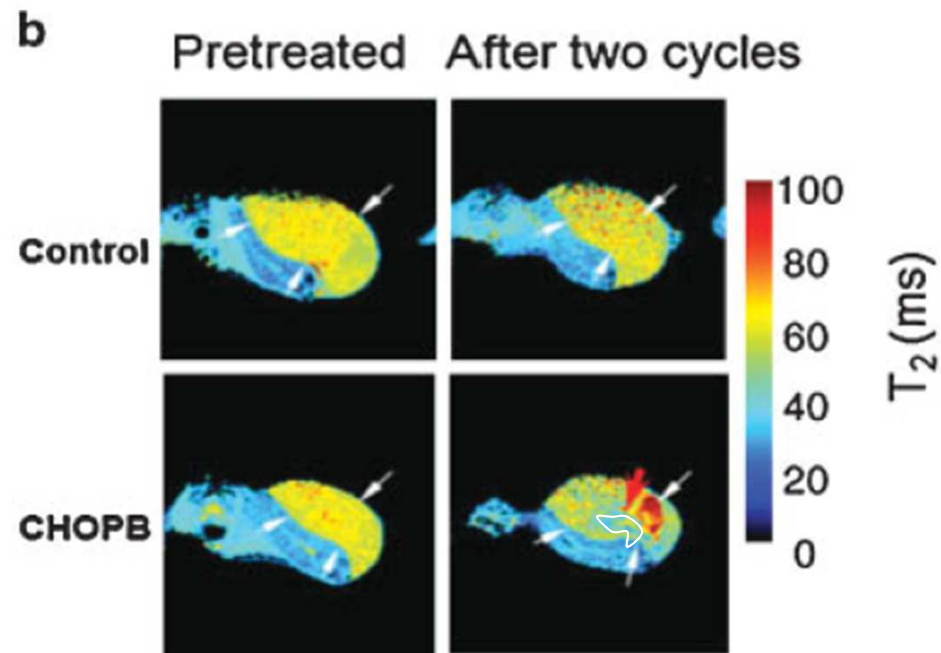 b
Pretreated After two cycles
Control
CHOPB
100
80
60
40
20
0
T2 (ms)